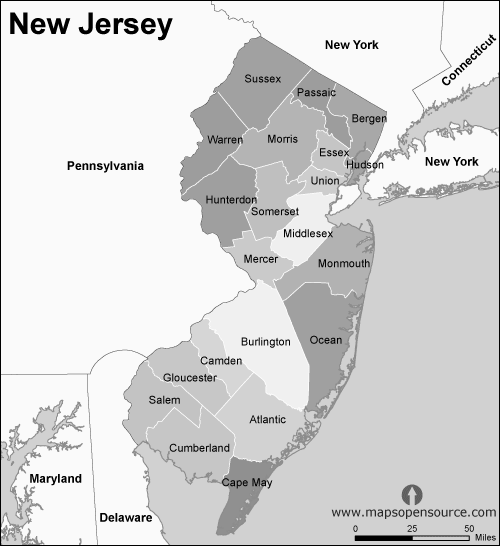 New Jersey
New York
Connecticut
Sussex
Passaic
Bergen
Warren
Morris
Essex
Hudson
New York
Pennsylvania
Union
Hunterdon
Somerset
Middlesex
Mercer
Monmouth
Ocean
Burlington
Camden
Gloucester
Salem
Atlantic
Cumberland
Maryland
Cape May
Delaware
www.mapsopensource.com
0 25 50
Miles